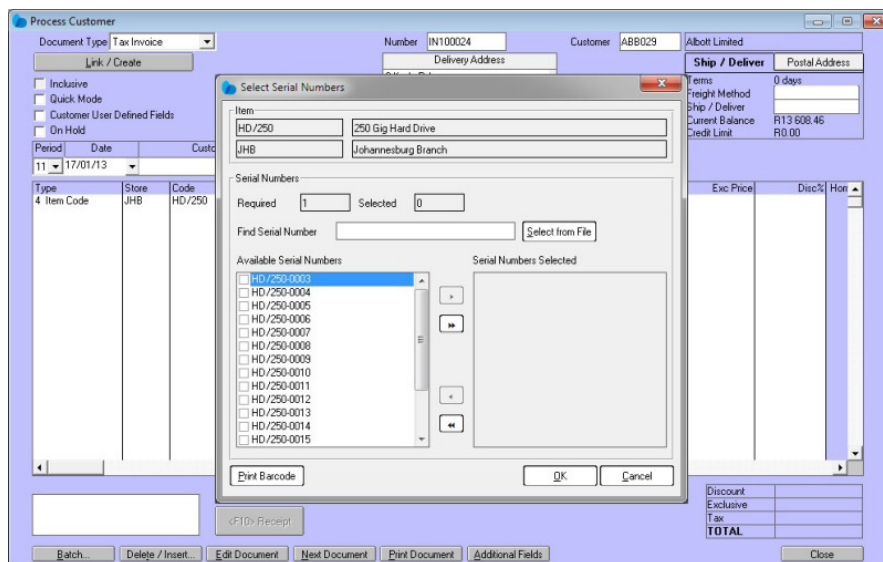 Process Customer
Document Type Tax Invoice Number IN100024 Customer ABB029 Albott Limited
Link / Create Delivery Address Ship / Deliver Postal Address
Inclusive
Quick Mode
Customer User Defined Fields
On Hold
Terms 0 days
Freight Method
Ship / Deliver
Current Balance R13 608.46
Credit Limit R0.00
Period Date
11 17/01/13
Type Store Code Exc Price Disc%
4 Item Code JHB HD/250
Select Serial Numbers
Item
HD/250 250 Gig Hard Drive
JHB Johannesburg Branch
Serial Numbers
Required 1 Selected 0
Find Serial Number Select from File
Available Serial Numbers Serial Numbers Selected
HD/250-0003
HD/250-0004
HD/250-0005
HD/250-0006
HD/250-0007
HD/250-0008
HD/250-0009
HD/250-0010
HD/250-0011
HD/250-0012
HD/250-0013
HD/250-0014
HD/250-0015
Print Barcode OK Cancel
Discount
Exclusive
Tax
TOTAL
<F10> Receipt
Batch... Delete / Insert... Edit Document Next Document Print Document Additional Fields Close